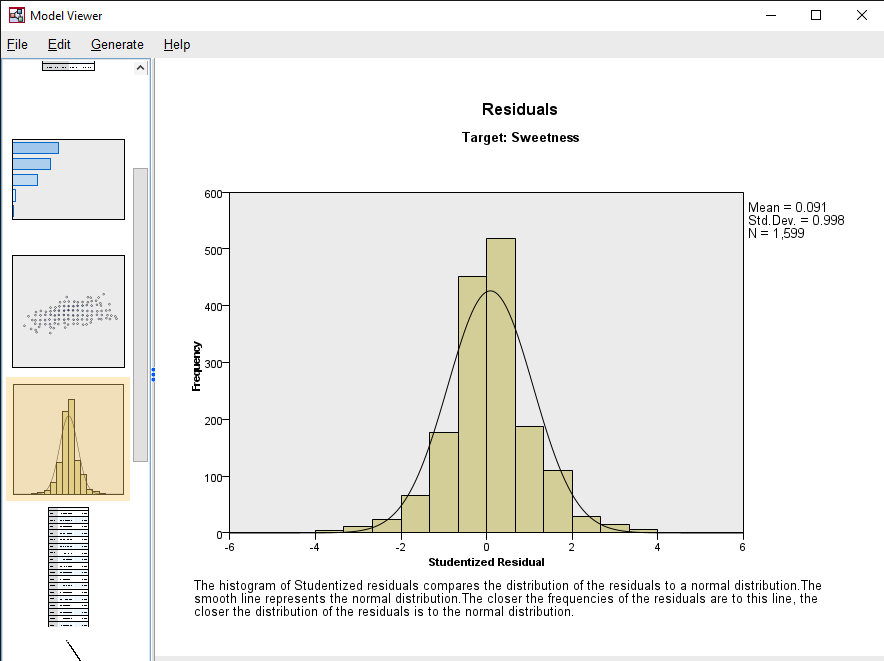 Model Viewer
File Edit Generate Help
Residuals
Target: Sweetness
Mean = 0.091
Std.Dev. = 0.998
N = 1,599
600
500
400
300
200
100
0
Frequency
-6 -4 -2 0 2 4 6
Studentized Residual
The histogram of Studentized residuals compares the distribution of the residuals to a normal distribution.The
smooth line represents the normal distribution.The closer the frequencies of the residuals are to this line, the
closer the distribution of the residuals is to the normal distribution.